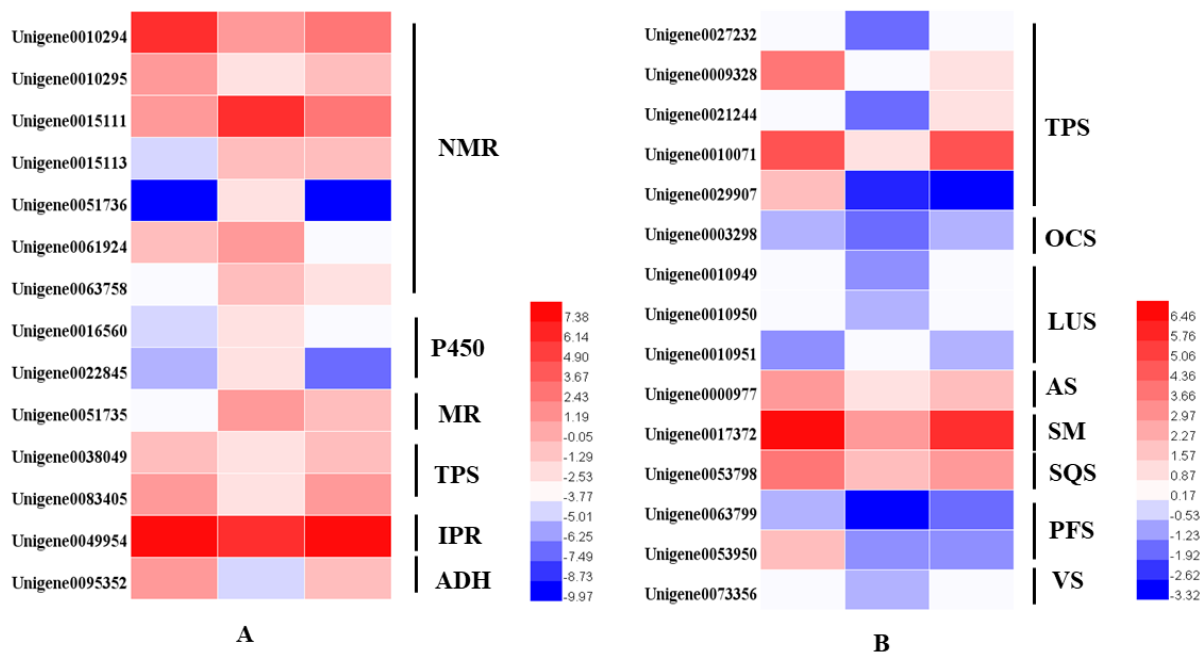 Unigene0010294
Unigene0010295
Unigene0015111
Unigene0015113
Unigene0051736
Unigene0061924
Unigene0063758
Unigene0016560
Unigene0022845
Unigene0051735
Unigene0038049
Unigene0083405
Unigene0049954
Unigene0095352
NMR
P450
MR
TPS
IPR
ADH
7.38
6.14
4.90
3.67
2.43
1.19
-0.05
-1.29
-2.53
-3.77
-5.01
-6.25
-7.49
-8.73
-9.97
A
Unigene0027232
Unigene0009328
Unigene0021244
Unigene0010071
Unigene0029907
Unigene0003298
Unigene0010949
Unigene0010950
Unigene0010951
Unigene0000977
Unigene0017372
Unigene0053798
Unigene0063799
Unigene0053950
Unigene0073356
TPS
OCS
LUS
AS
SM
SQS
PFS
VS
6.46
5.76
5.06
4.36
3.67
2.97
2.27
1.57
0.87
0.17
-0.53
-1.23
-1.92
-2.62
-3.32
B